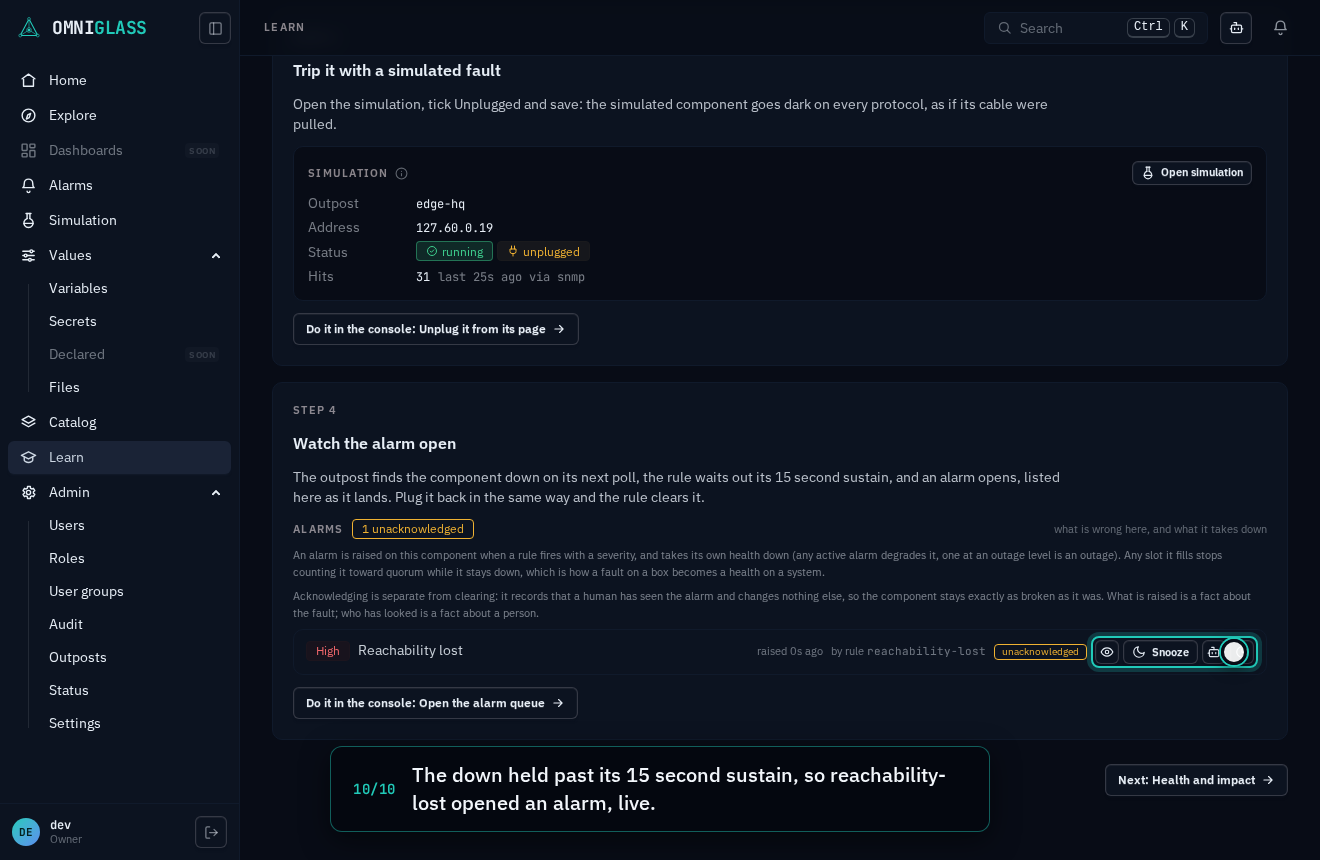 OMNIGLASS
LEARN
Search
Ctrl K
Home
Explore
Dashboards SOON
Alarms
Simulation
Values
Variables
Secrets
Declared SOON
Files
Catalog
Learn
Admin
Users
Roles
User groups
Audit
Outposts
Status
Settings
DE
dev
Owner
Trip it with a simulated fault
Open the simulation, tick Unplugged and save: the simulated component goes dark on every protocol, as if its cable were
pulled.
SIMULATION
Open simulation
Outpost edge-hq
Address 127.60.0.19
Status running unplugged
Hits 31 last 25s ago via snmp
Do it in the console: Unplug it from its page
STEP 4
Watch the alarm open
The outpost finds the component down on its next poll, the rule waits out its 15 second sustain, and an alarm opens, listed
here as it lands. Plug it back in the same way and the rule clears it.
ALARMS 1 unacknowledged what is wrong here, and what it takes down
An alarm is raised on this component when a rule fires with a severity, and takes its own health down (any active alarm degrades it, one at an outage level is an outage). Any slot it fills stops
counting it toward quorum while it stays down, which is how a fault on a box becomes a health on a system.
Acknowledging is separate from clearing: it records that a human has seen the alarm and changes nothing else, so the component stays exactly as broken as it was. What is raised is a fact about
the fault; who has looked is a fact about a person.
High Reachability lost raised 0s ago by rule reachability-lost unacknowledged Snooze
Do it in the console: Open the alarm queue
10/10
The down held past its 15 second sustain, so reachability-
lost opened an alarm, live.
Next: Health and impact